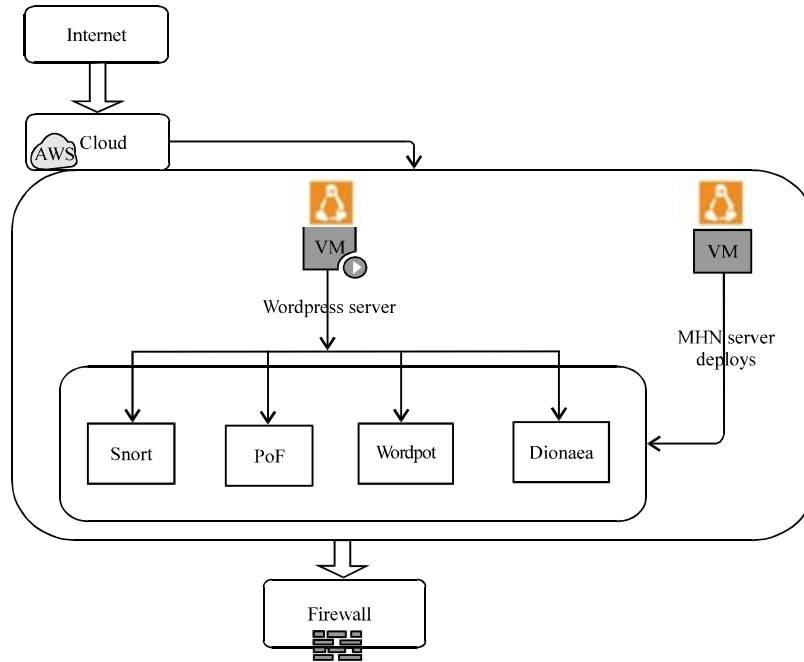 Internet
Cloud
AWS
VM
VM
Wordpress server
MHN server
deploys
Snort
PoF
Wordpot
Dionaea
Firewall